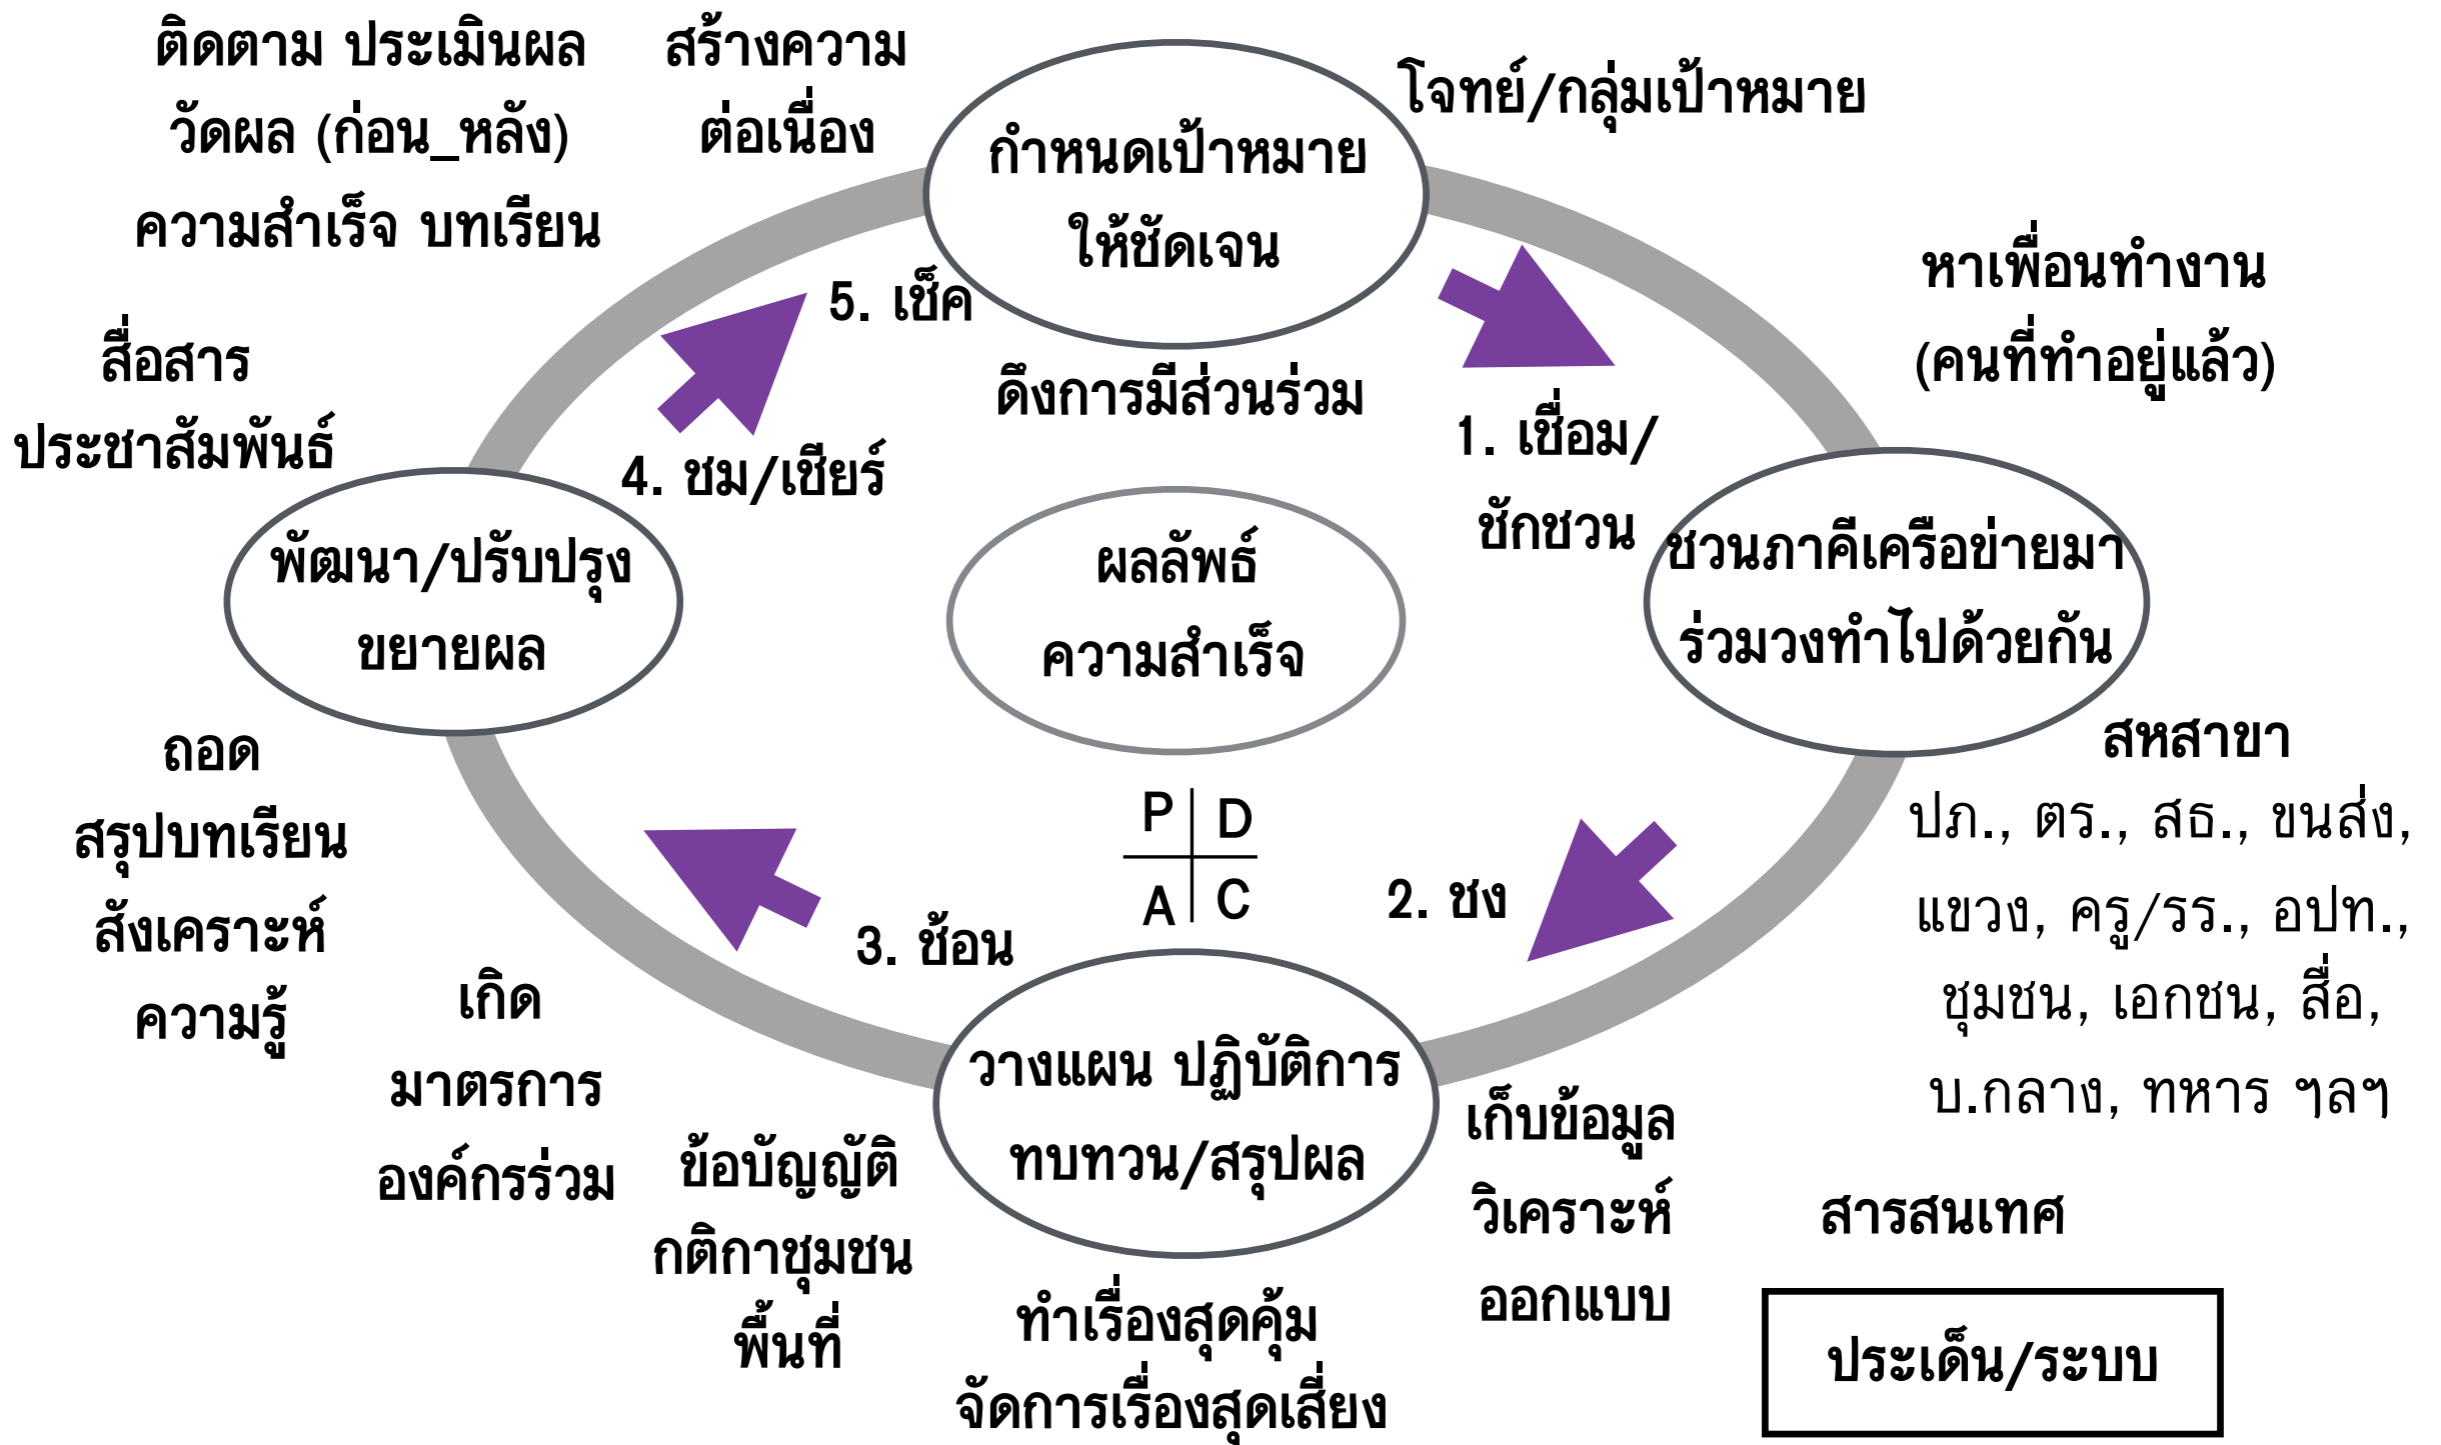 ติดตาม ประเมินผล
วัดผล (ก่อน_หลัง)
ความสำเร็จ บทเรียน
สร้างความ
ต่อเนื่อง
กำหนดเป้าหมาย
ให้ชัดเจน
โจทย์/กลุ่มเป้าหมาย
หาเพื่อนทำงาน
(คนที่ทำอยู่แล้ว)
5. เช็ค
สื่อสาร
ประชาสัมพันธ์
ดึงการมีส่วนร่วม
1. เชื่อม/
ชักชวน
4. ชม/เชียร์
พัฒนา/ปรับปรุง
ขยายผล
ผลลัพธ์
ความสำเร็จ
ชวนภาคีเครือข่ายมา
ร่วมวงทำไปด้วยกัน
สหสาขา
ปภ., ตร., สธ., ขนส่ง,
แขวง, ครู/รร., อปท.,
ชุมชน, เอกชน, สื่อ,
บ.กลาง, ทหาร ฯลฯ
ถอด
สรุปบทเรียน
สังเคราะห์
ความรู้
P D
A C
2. ชง
3. ช้อน
เกิด
มาตรการ
องค์กรร่วม
วางแผน ปฏิบัติการ
ทบทวน/สรุปผล
ข้อบัญญัติ
กติกาชุมชน
พื้นที่
เก็บข้อมูล
วิเคราะห์
ออกแบบ
สารสนเทศ
ทำเรื่องสุดคุ้ม
จัดการเรื่องสุดเสี่ยง
ประเด็น/ระบบ